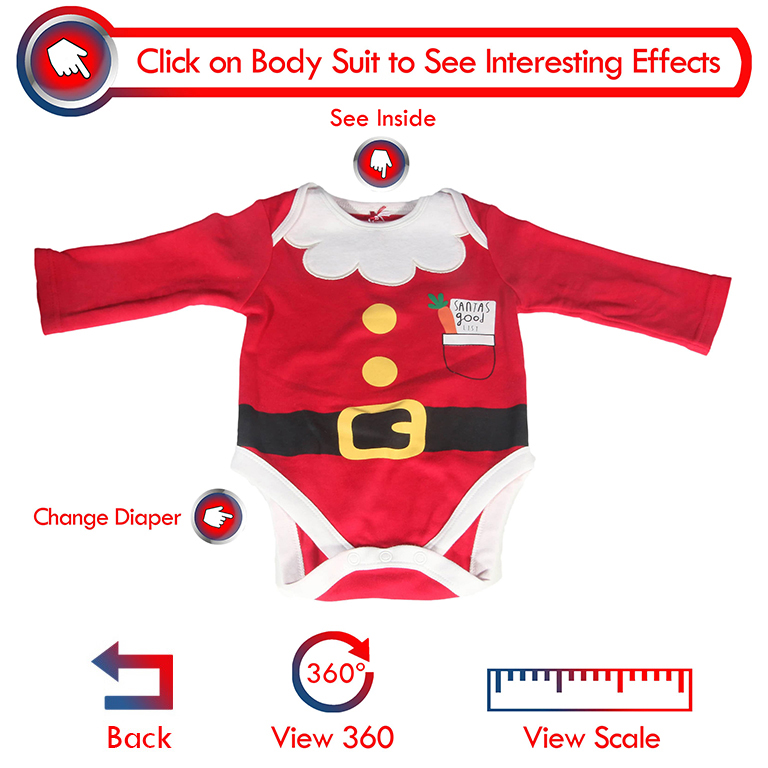 Click on Body Suit to See Interesting Effects
See Inside
SANTA'S
good
LIST
Change Diaper
360°
Back
View 360
View Scale